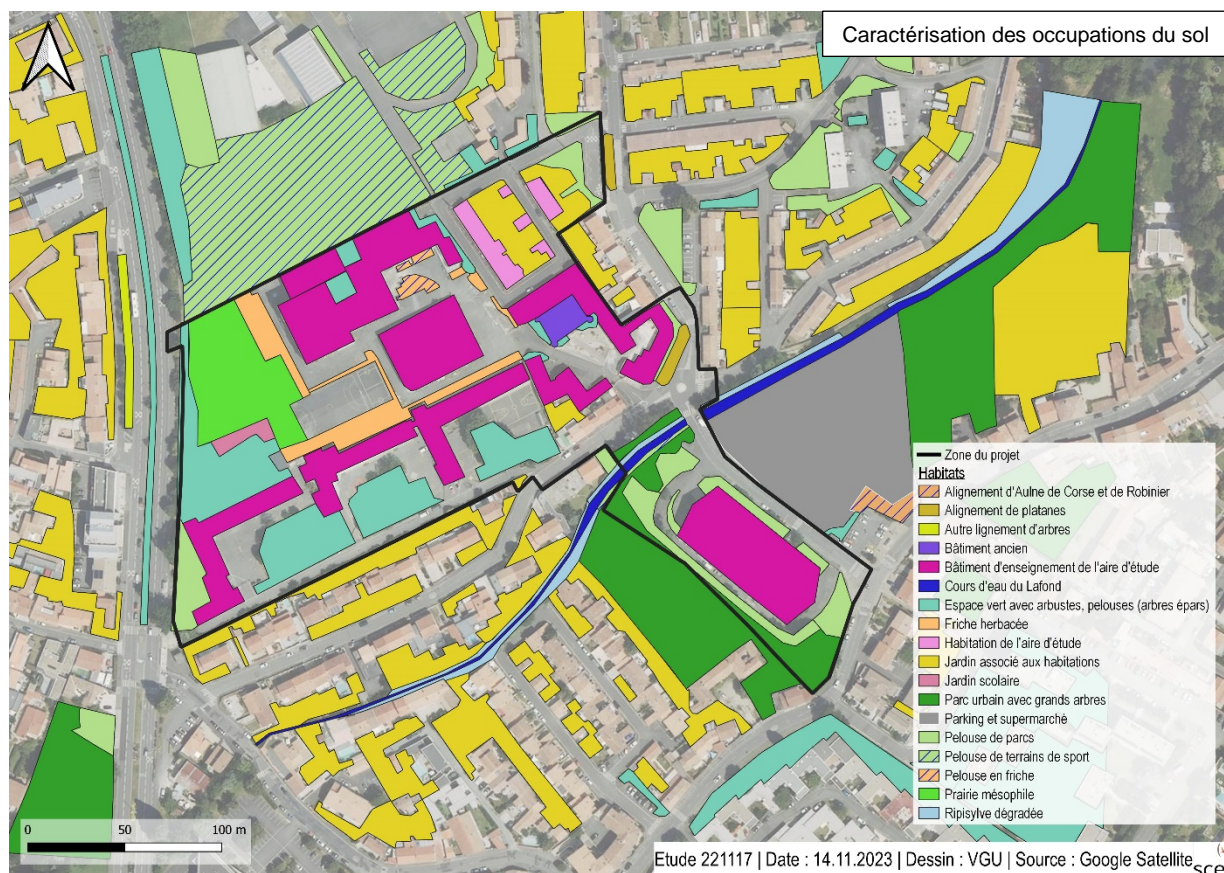 Caractérisation des occupations du sol
Zone du projet
Habitats
Alignement d'Aulne de Corse et de Robinier
Alignement de platanes
Autre lignement d'arbres
Bâtiment ancien
Bâtiment d'enseignement de l'aire d'étude
Cours d'eau du Lafond
Espace vert avec arbustes, pelouses (arbres épars)
Friche herbacée
Habitation de l'aire d'étude
Jardin associé aux habitations
Jardin scolaire
Parc urbain avec grands arbres
Parking et supermarché
Pelouse de parcs
Pelouse de terrains de sport
Pelouse en friche
Prairie mésophile
Ripisylve dégradée
0 50 100 m
Etude 221117 | Date : 14.11.2023 | Dessin : VGU | Source : Google Satellite
sce